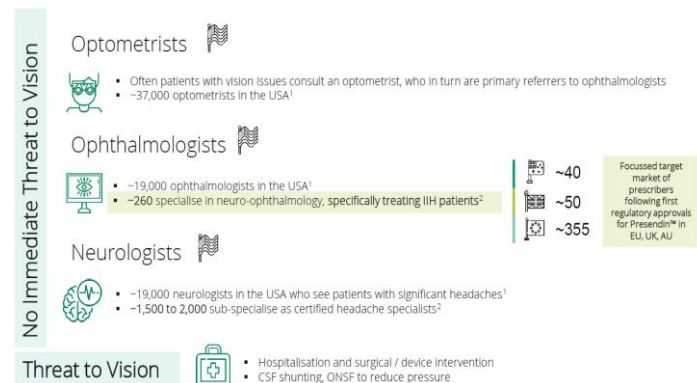 No Immediate Threat to Vision
Optometrists
▪ Often patients with vision issues consult an optometrist, who in turn are primary referrers to ophthalmologists
▪ ~37,000 optometrists in the USA¹
Ophthalmologists
▪ ~19,000 ophthalmologists in the USA¹
▪ ~260 specialise in neuro-ophthalmology, specifically treating IIH patients²
~40
~50
~355
Focussed target
market of
prescribers
following first
regulatory approvals
for Presendin™ in
EU, UK, AU
Neurologists
▪ ~19,000 neurologists in the USA who see patients with significant headaches¹
▪ ~1,500 to 2,000 sub-specialise as certified headache specialists²
Threat to Vision
▪ Hospitalisation and surgical / device intervention
▪ CSF shunting, ONSF to reduce pressure